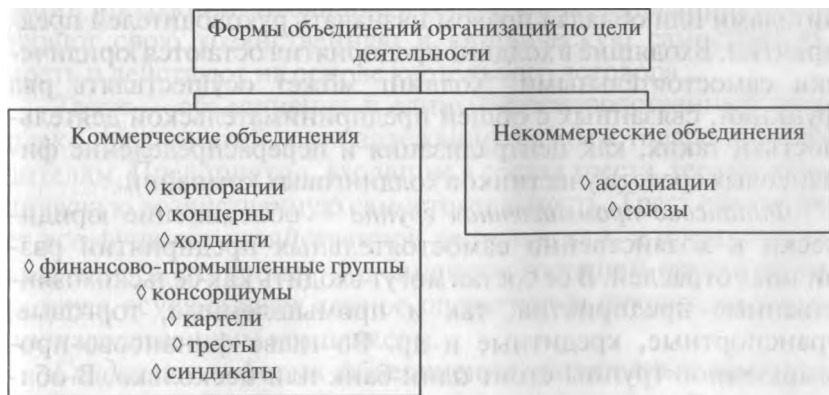 Формы объединений организаций по цели
деятельности
Коммерческие объединения
◊ корпорации
◊ концерны
◊ холдинги
◊ финансово-промышленные группы
◊ консорциумы
◊ картели
◊ тресты
◊ синдикаты
Некоммерческие объединения
◊ ассоциации
◊ союзы